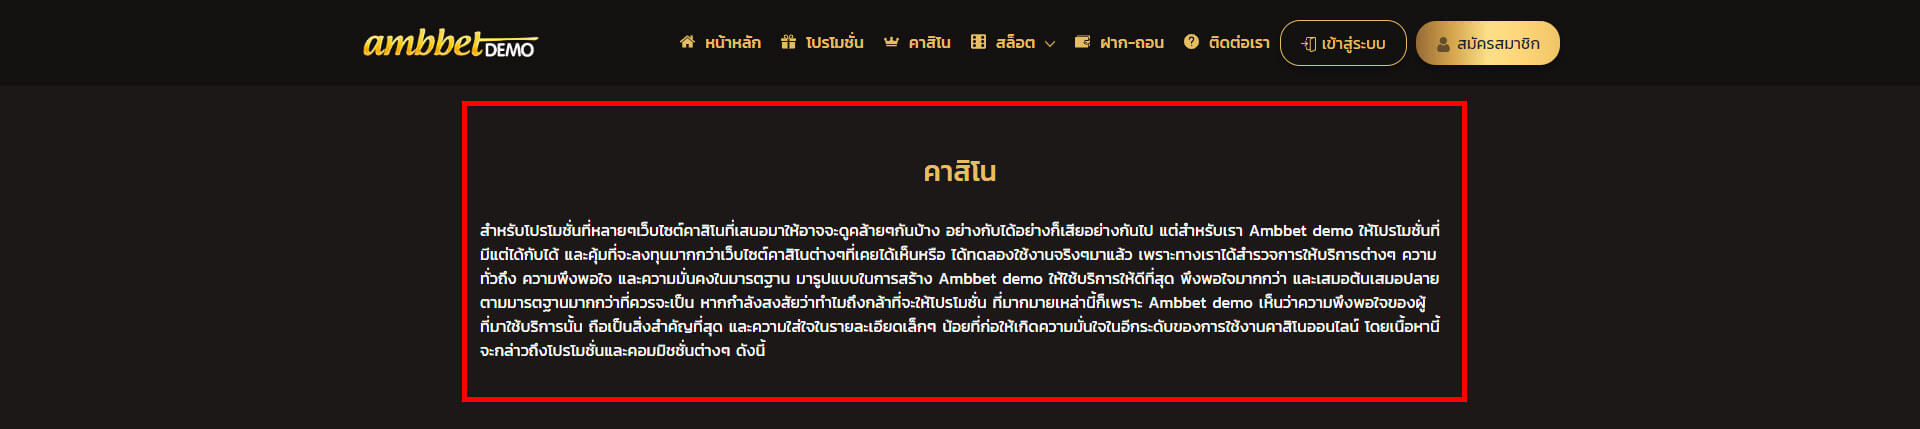 ambbet DEMO
หน้าหลัก โปรโมชั่น คาสิโน สล็อต ฝาก-ถอน ติดต่อเรา เข้าสู่ระบบ สมัครสมาชิก
คาสิโน
สำหรับโปรโมชั่นที่หลายๆเว็บไซต์คาสิโนที่เสนอมาให้อาจจะดูคล้ายๆกันบ้าง อย่างกับได้อย่างก็เสียอย่างกันไป แต่สำหรับเรา Ambbet demo ให้โปรโมชั่นที่
มีแต่ได้กับได้ และคุ้มที่จะลงทุนมากกว่าเว็บไซต์คาสิโนต่างๆที่เคยได้เห็นหรือ ได้ทดลองใช้งานจริงๆมาแล้ว เพราะทางเราได้สำรวจการให้บริการต่างๆ ความ
ทั่วถึง ความพึงพอใจ และความมั่นคงในมารตฐาน มารูปแบบในการสร้าง Ambbet demo ให้ใช้บริการให้ดีที่สุด พึงพอใจมากกว่า และเสมอต้นเสมอปลาย
ตามมารตฐานมากกว่าที่ควรจะเป็น หากกำลังสงสัยว่าทำไมถึงกล้าที่จะให้โปรโมชั่น ที่มากมายเหล่านี้ก็เพราะ Ambbet demo เห็นว่าความพึงพอใจของผู้
ที่มาใช้บริการนั้น ถือเป็นสิ่งสำคัญที่สุด และความใส่ใจในรายละเอียดเล็กๆ น้อยที่ก่อให้เกิดความมั่นใจในอีกระดับของการใช้งานคาสิโนออนไลน์ โดยเนื้อหานี้
จะกล่าวถึงโปรโมชั่นและคอมมิชชั่นต่างๆ ดังนี้